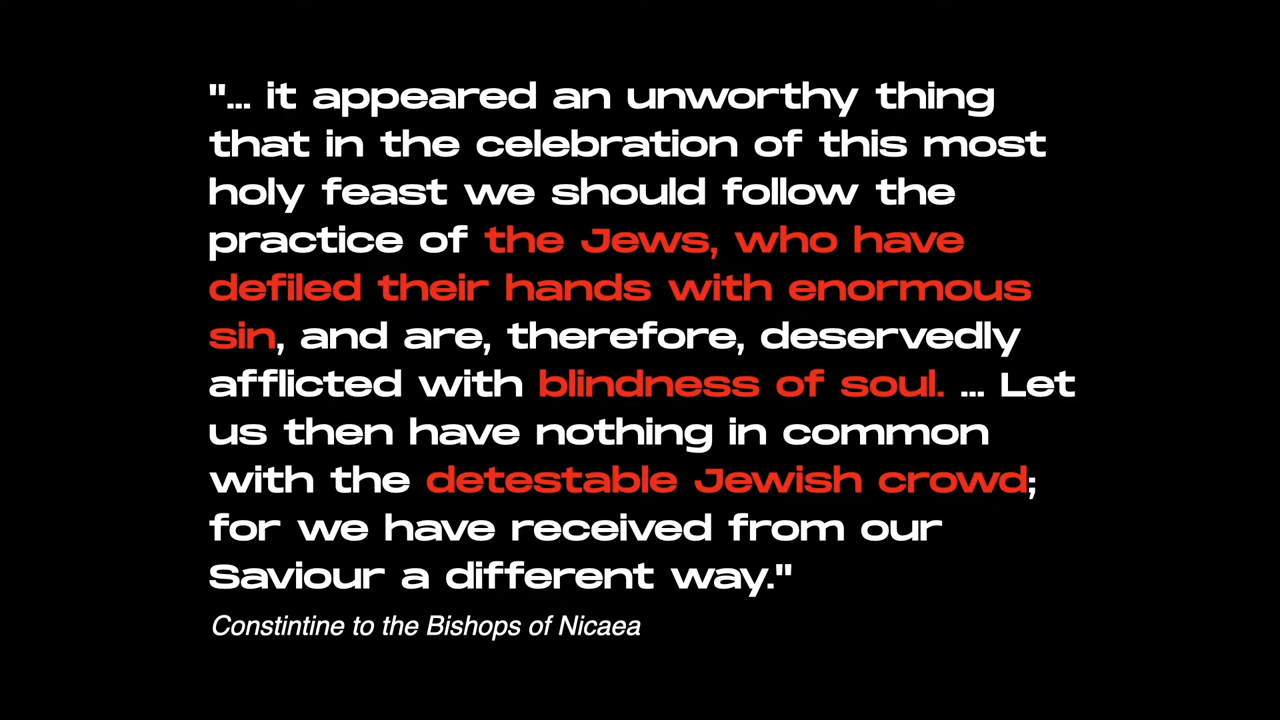 "... it appeared an unworthy thing
that in the celebration of this most
holy feast we should follow the
practice of the Jews, who have
defiled their hands with enormous
sin, and are, therefore, deservedly
afflicted with blindness of soul. ... Let
us then have nothing in common
with the detestable Jewish crowd;
for we have received from our
Saviour a different way."
Constintine to the Bishops of Nicaea